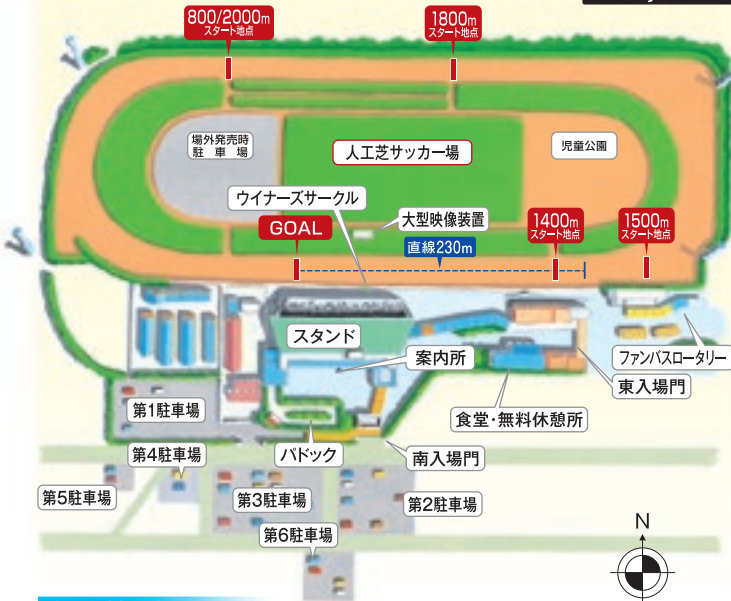 800/2000m
スタート地点
1800m
スタート地点
場外発売時
駐車場
人工芝サッカー場
児童公園
ウイナーズサークル
大型映像装置
GOAL
直線230m
1400m
スタート地点
1500m
スタート地点
スタンド
案内所
ファンバスロータリー
東入場門
食堂・無料休憩所
第1駐車場
パドック
南入場門
第4駐車場
第5駐車場
第3駐車場
第2駐車場
第6駐車場
N